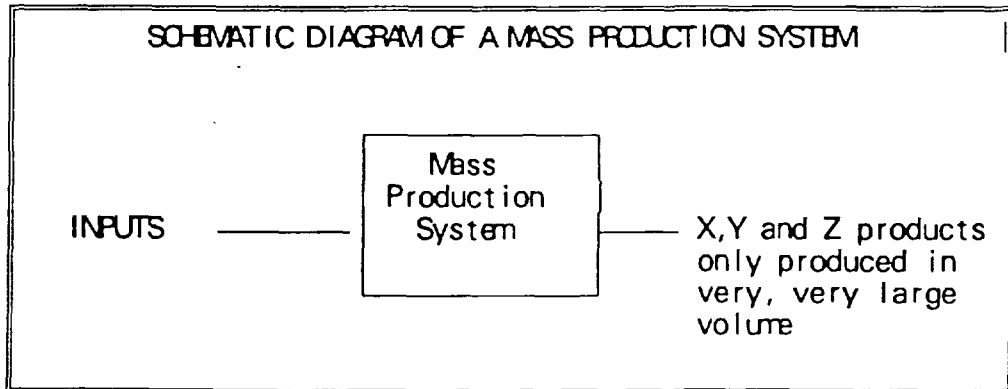 SCHEMATIC DIAGRAM OF A MASS PRODUCTION SYSTEM
Mass
Production
System
INPUTS
X,Y and Z products
only produced in
very, very large
volume